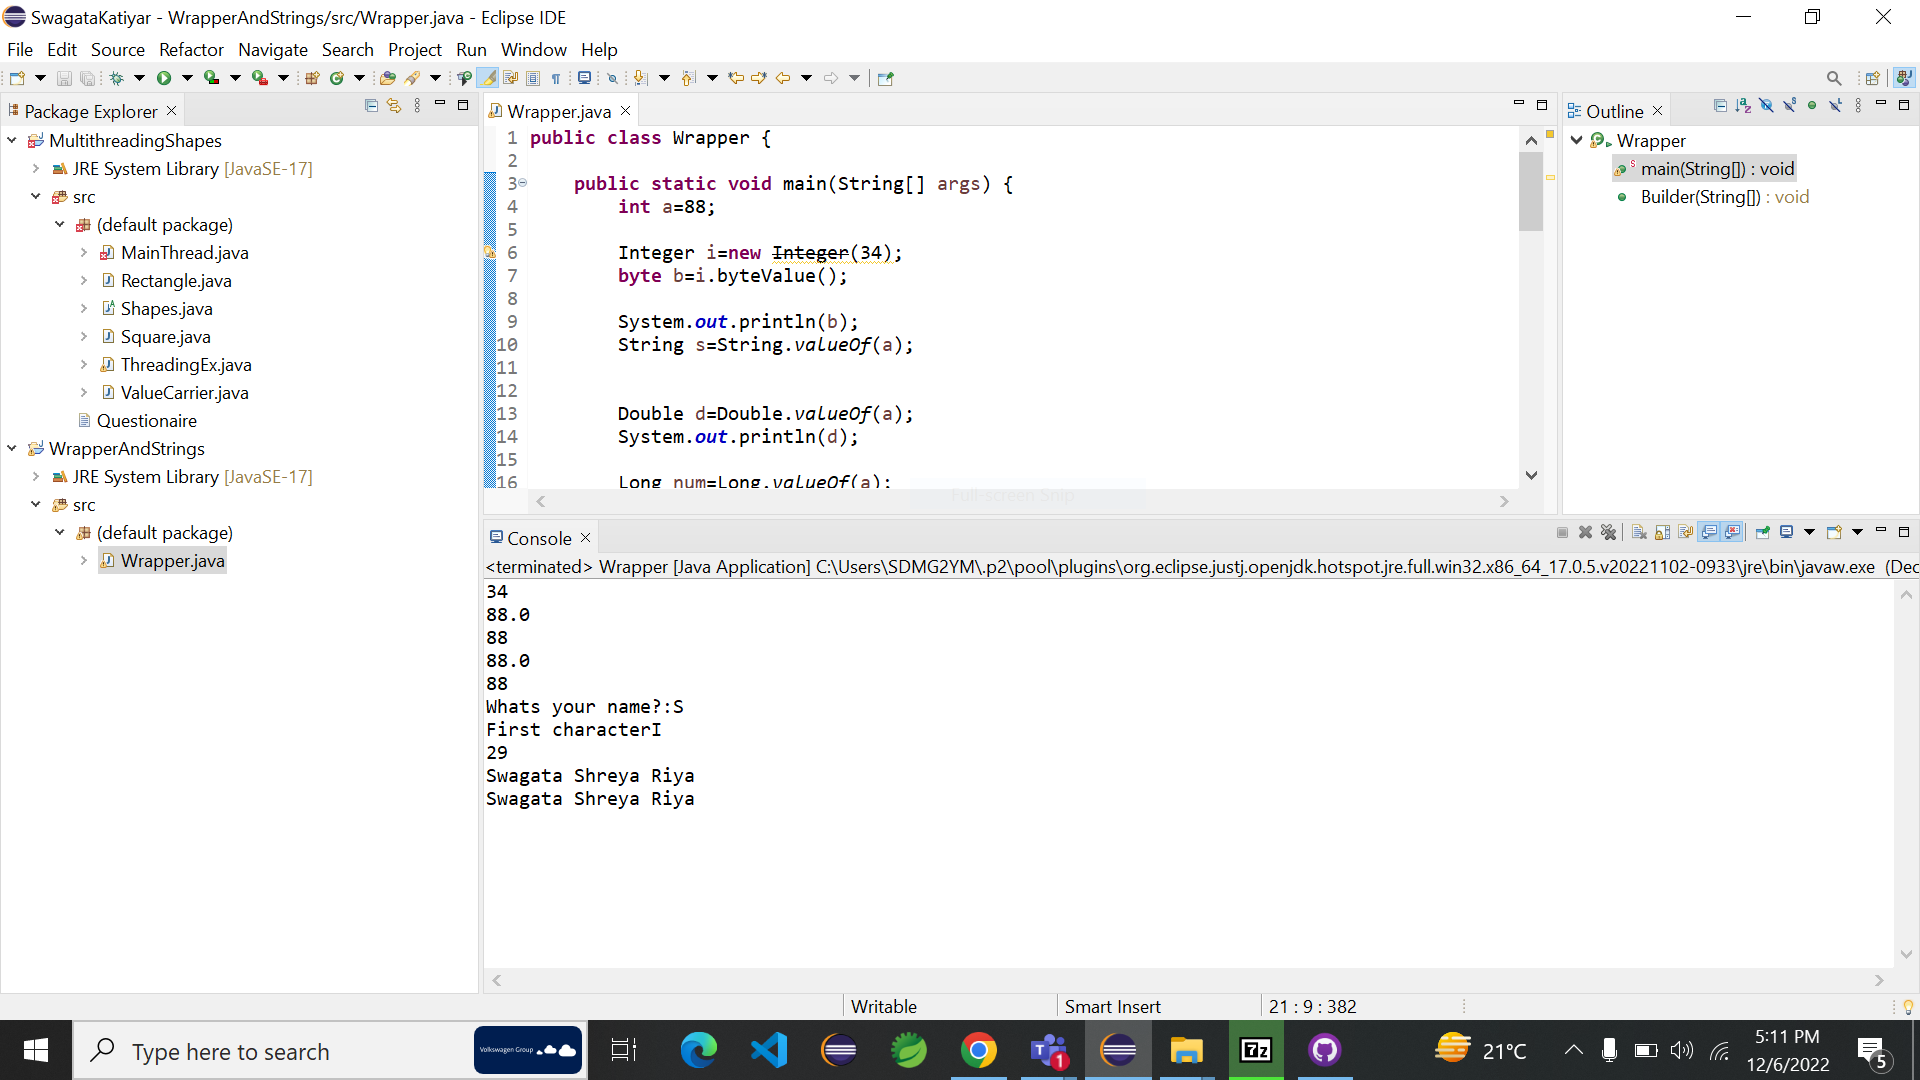 SwagataKatiyar - WrapperAndStrings/src/Wrapper.java - Eclipse IDE
File Edit Source Refactor Navigate Search Project Run Window Help
Package Explorer
MultithreadingShapes
JRE System Library [JavaSE-17]
src
(default package)
MainThread.java
Rectangle.java
Shapes.java
Square.java
ThreadingEx.java
ValueCarrier.java
Questionaire
WrapperAndStrings
JRE System Library [JavaSE-17]
src
(default package)
Wrapper.java
Wrapper.java
1 public class Wrapper {
2
3 public static void main(String[] args) {
4 int a=88;
5
6 Integer i=new Integer(34);
7 byte b=i.byteValue();
8
9 System.out.println(b);
10 String s=String.valueOf(a);
11
12
13 Double d=Double.valueOf(a);
14 System.out.println(d);
15
16 Long num=Long.valueOf(a);
Full-screen Snip
Outline
Wrapper
main(String[]) : void
Builder(String[]) : void
Console
<terminated> Wrapper [Java Application] C:\Users\SDMG2YM\.p2\pool\plugins\org.eclipse.justj.openjdk.hotspot.jre.full.win32.x86_64_17.0.5.v20221102-0933\jre\bin\javaw.exe (Dec
34
88.0
88
88.0
88
Whats your name?:S
First characterI
29
Swagata Shreya Riya
Swagata Shreya Riya
Writable Smart Insert 21 : 9 : 382
Type here to search
Volkswagen Group
1
7z
21°C
5:11 PM
12/6/2022
5